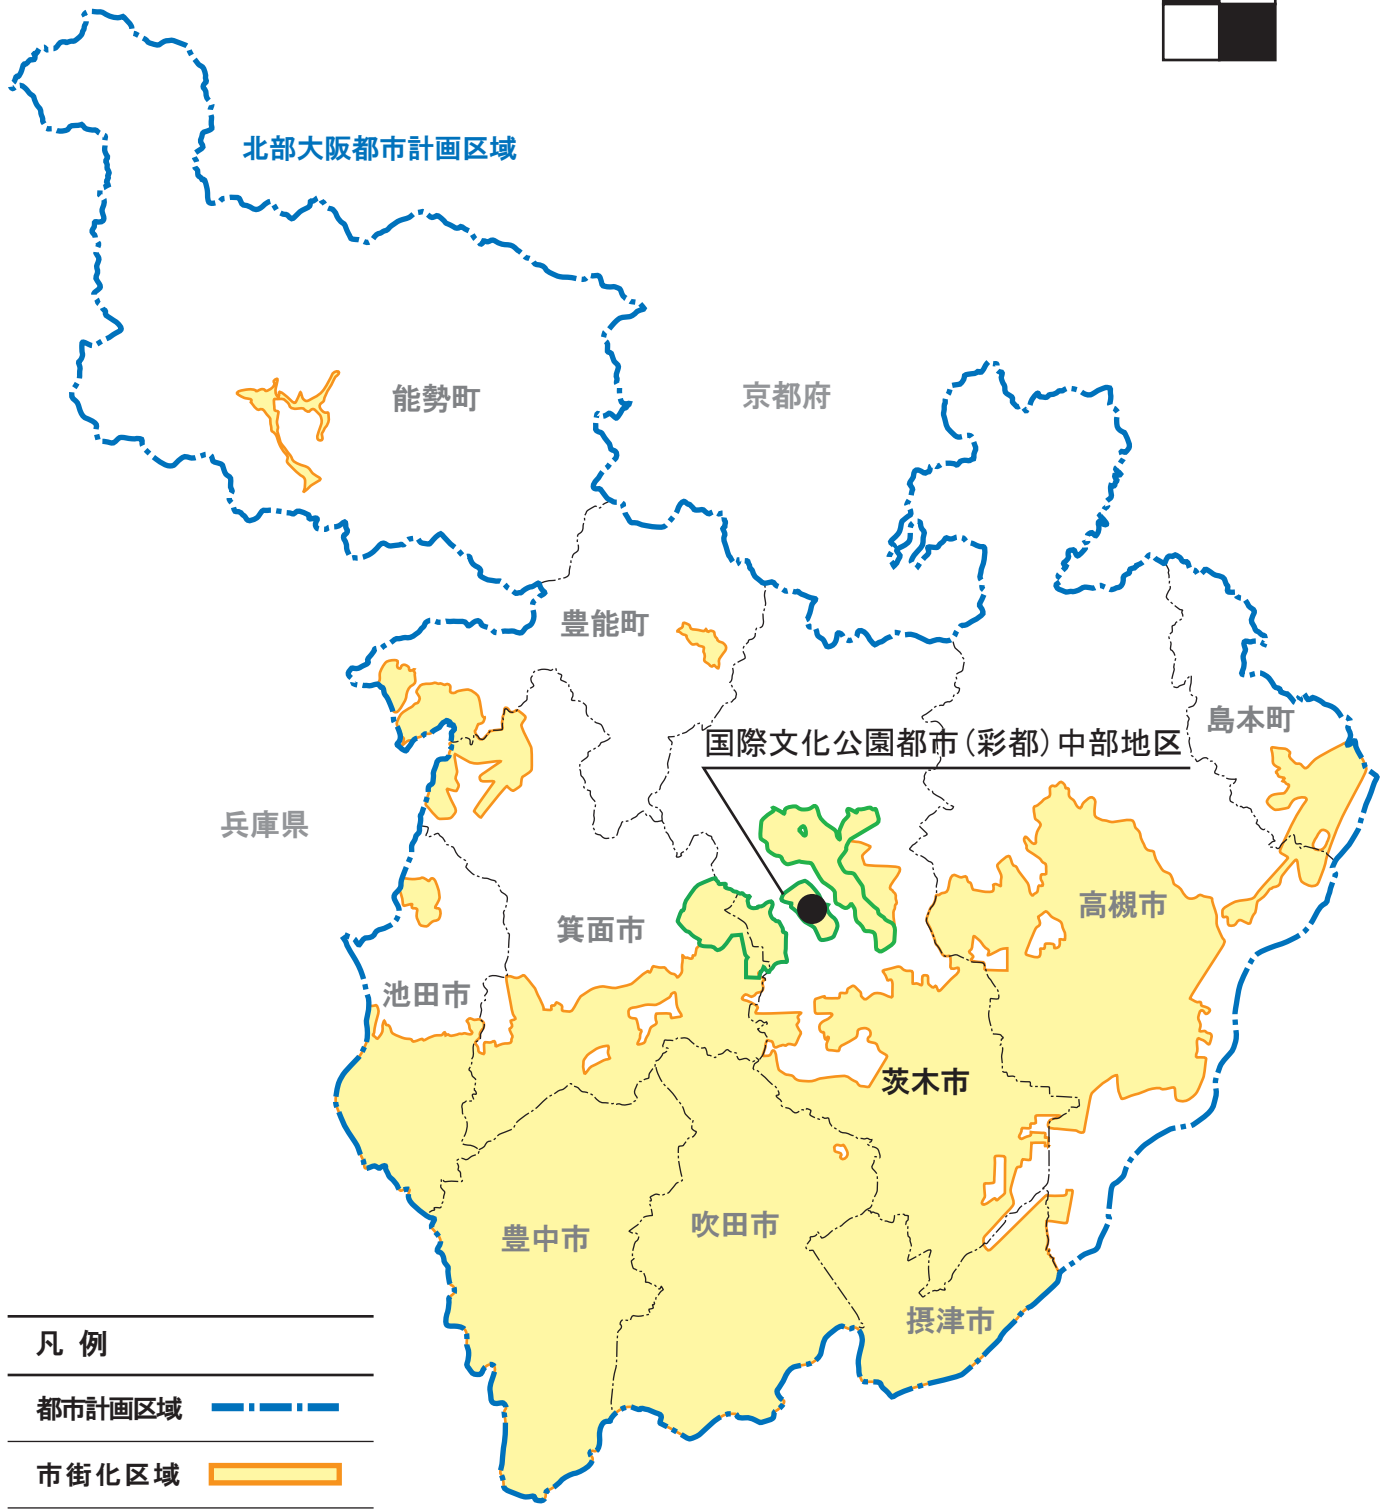 北部大阪都市計画区域
能勢町
京都府
豊能町
島本町
国際文化公園都市(彩都)中部地区
兵庫県
高槻市
箕面市
池田市
茨木市
吹田市
豊中市
摂津市
凡 例
都市計画区域
市街化区域